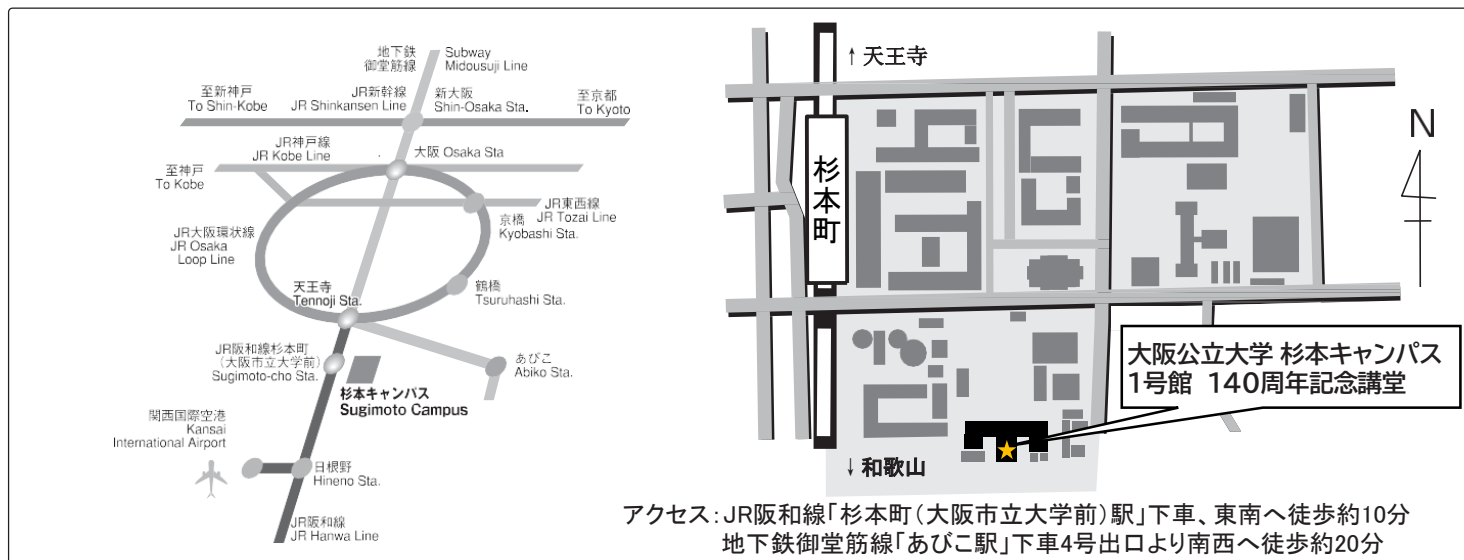 地下鉄
御堂筋線
Subway
Midousuji Line
至新神戸
To Shin-Kobe
JR新幹線
JR Shinkansen Line
新大阪
Shin-Osaka Sta.
至京都
To Kyoto
JR神戸線
JR Kobe Line
大阪 Osaka Sta
至神戸
To Kobe
JR東西線
JR Tozai Line
京橋
Kyobashi Sta.
JR大阪環状線
JR Osaka
Loop Line
天王寺
Tennoji Sta.
鶴橋
Tsuruhashi Sta.
JR阪和線杉本町
(大阪市立大学前)
Sugimoto-cho Sta.
あびこ
Abiko Sta.
杉本キャンパス
Sugimoto Campus
関西国際空港
Kansai
International Airport
日根野
Hineno Sta.
JR阪和線
JR Hanwa Line
↑ 天王寺
杉本町
N
大阪公立大学 杉本キャンパス
1号館 140周年記念講堂
↓ 和歌山
アクセス：JR阪和線「杉本町(大阪市立大学前)駅」下車、東南へ徒歩約10分
地下鉄御堂筋線「あびこ駅」下車4号出口より南西へ徒歩約20分